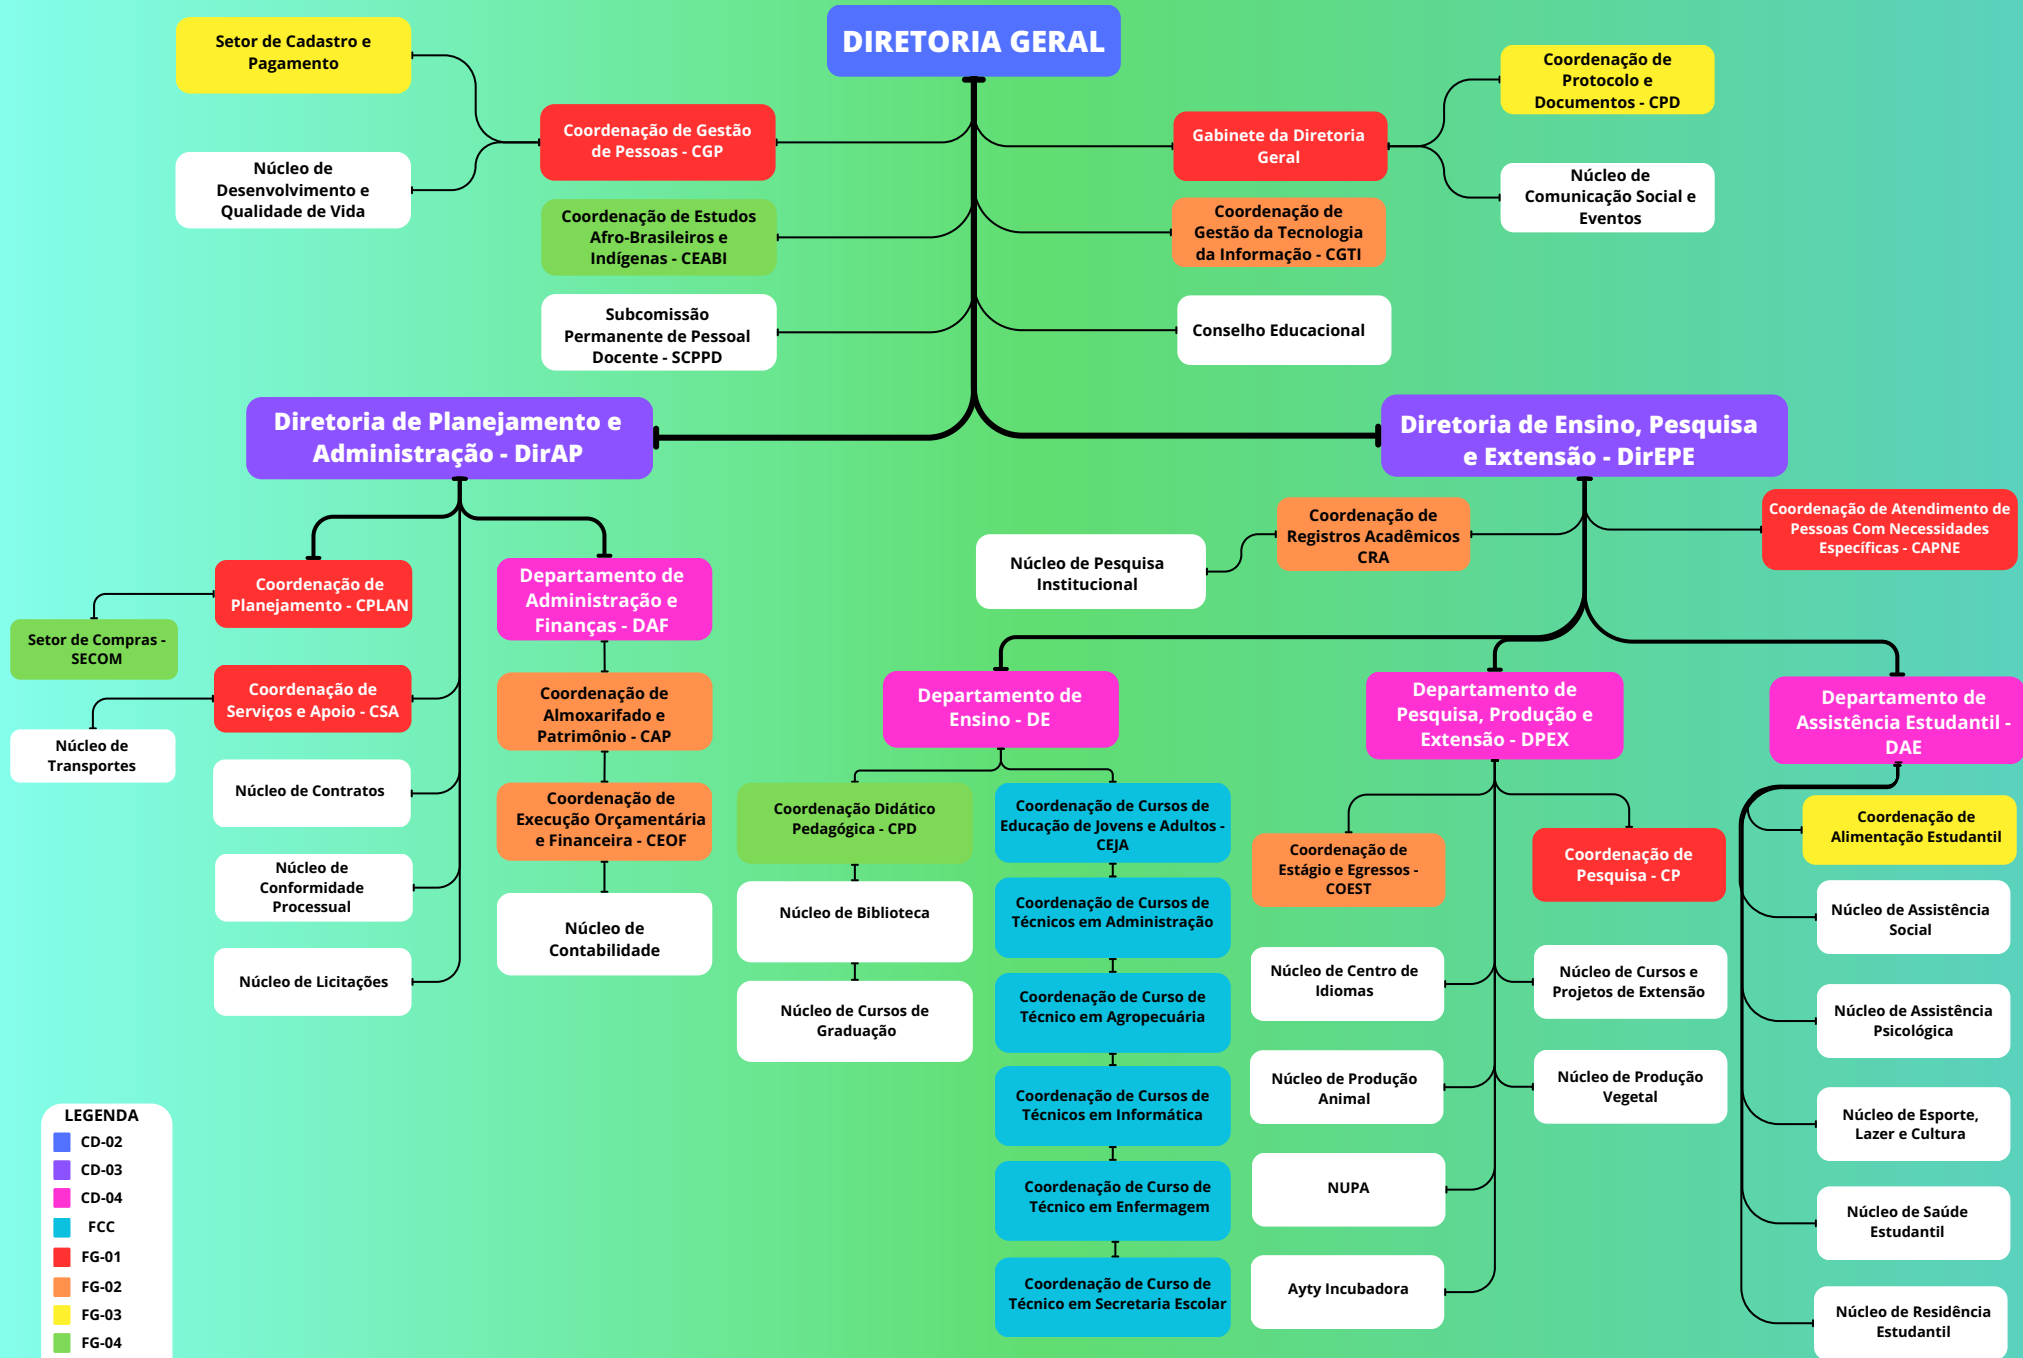 DIRETORIA GERAL
Setor de Cadastro e
Pagamento
Núcleo de
Desenvolvimento e
Qualidade de Vida
Coordenação de Gestão
de Pessoas - CGP
Coordenação de Estudos
Afro-Brasileiros e
Indígenas - CEABI
Subcomissão
Permanente de Pessoal
Docente - SCPPD
Gabinete da Diretoria
Geral
Coordenação de
Gestão da Tecnologia
da Informação - CGTI
Conselho Educacional
Coordenação de
Protocolo e
Documentos - CPD
Núcleo de
Comunicação Social e
Eventos
Diretoria de Planejamento e
Administração - DirAP
Diretoria de Ensino, Pesquisa
e Extensão - DirEPE
Coordenação de
Planejamento - CPLAN
Setor de Compras -
SECOM
Coordenação de
Serviços e Apoio - CSA
Núcleo de
Transportes
Núcleo de Contratos
Núcleo de
Conformidade
Processual
Núcleo de Licitações
Departamento de
Administração e
Finanças - DAF
Coordenação de
Almoxarifado e
Patrimônio - CAP
Coordenação de
Execução Orçamentária
e Financeira - CEOF
Núcleo de
Contabilidade
Núcleo de Pesquisa
Institucional
Coordenação de
Registros Acadêmicos
CRA
Coordenação de Atendimento de
Pessoas Com Necessidades
Específicas - CAPNE
Departamento de
Ensino - DE
Coordenação Didático
Pedagógica - CPD
Núcleo de Biblioteca
Núcleo de Cursos de
Graduação
Coordenação de Cursos de
Educação de Jovens e Adultos -
CEJA
Coordenação de Cursos de
Técnicos em Administração
Coordenação de Curso de
Técnico em Agropecuária
Coordenação de Cursos de
Técnicos em Informática
Coordenação de Curso de
Técnico em Enfermagem
Coordenação de Curso de
Técnico em Secretaria Escolar
Departamento de
Pesquisa, Produção e
Extensão - DPEX
Coordenação de
Estágio e Egressos -
COEST
Coordenação de
Pesquisa - CP
Núcleo de Centro de
Idiomas
Núcleo de Cursos e
Projetos de Extensão
Núcleo de Produção
Animal
Núcleo de Produção
Vegetal
NUPA
Ayty Incubadora
Departamento de
Assistência Estudantil -
DAE
Coordenação de
Alimentação Estudantil
Núcleo de Assistência
Social
Núcleo de Assistência
Psicológica
Núcleo de Esporte,
Lazer e Cultura
Núcleo de Saúde
Estudantil
Núcleo de Residência
Estudantil
LEGENDA
CD-02
CD-03
CD-04
FCC
FG-01
FG-02
FG-03
FG-04